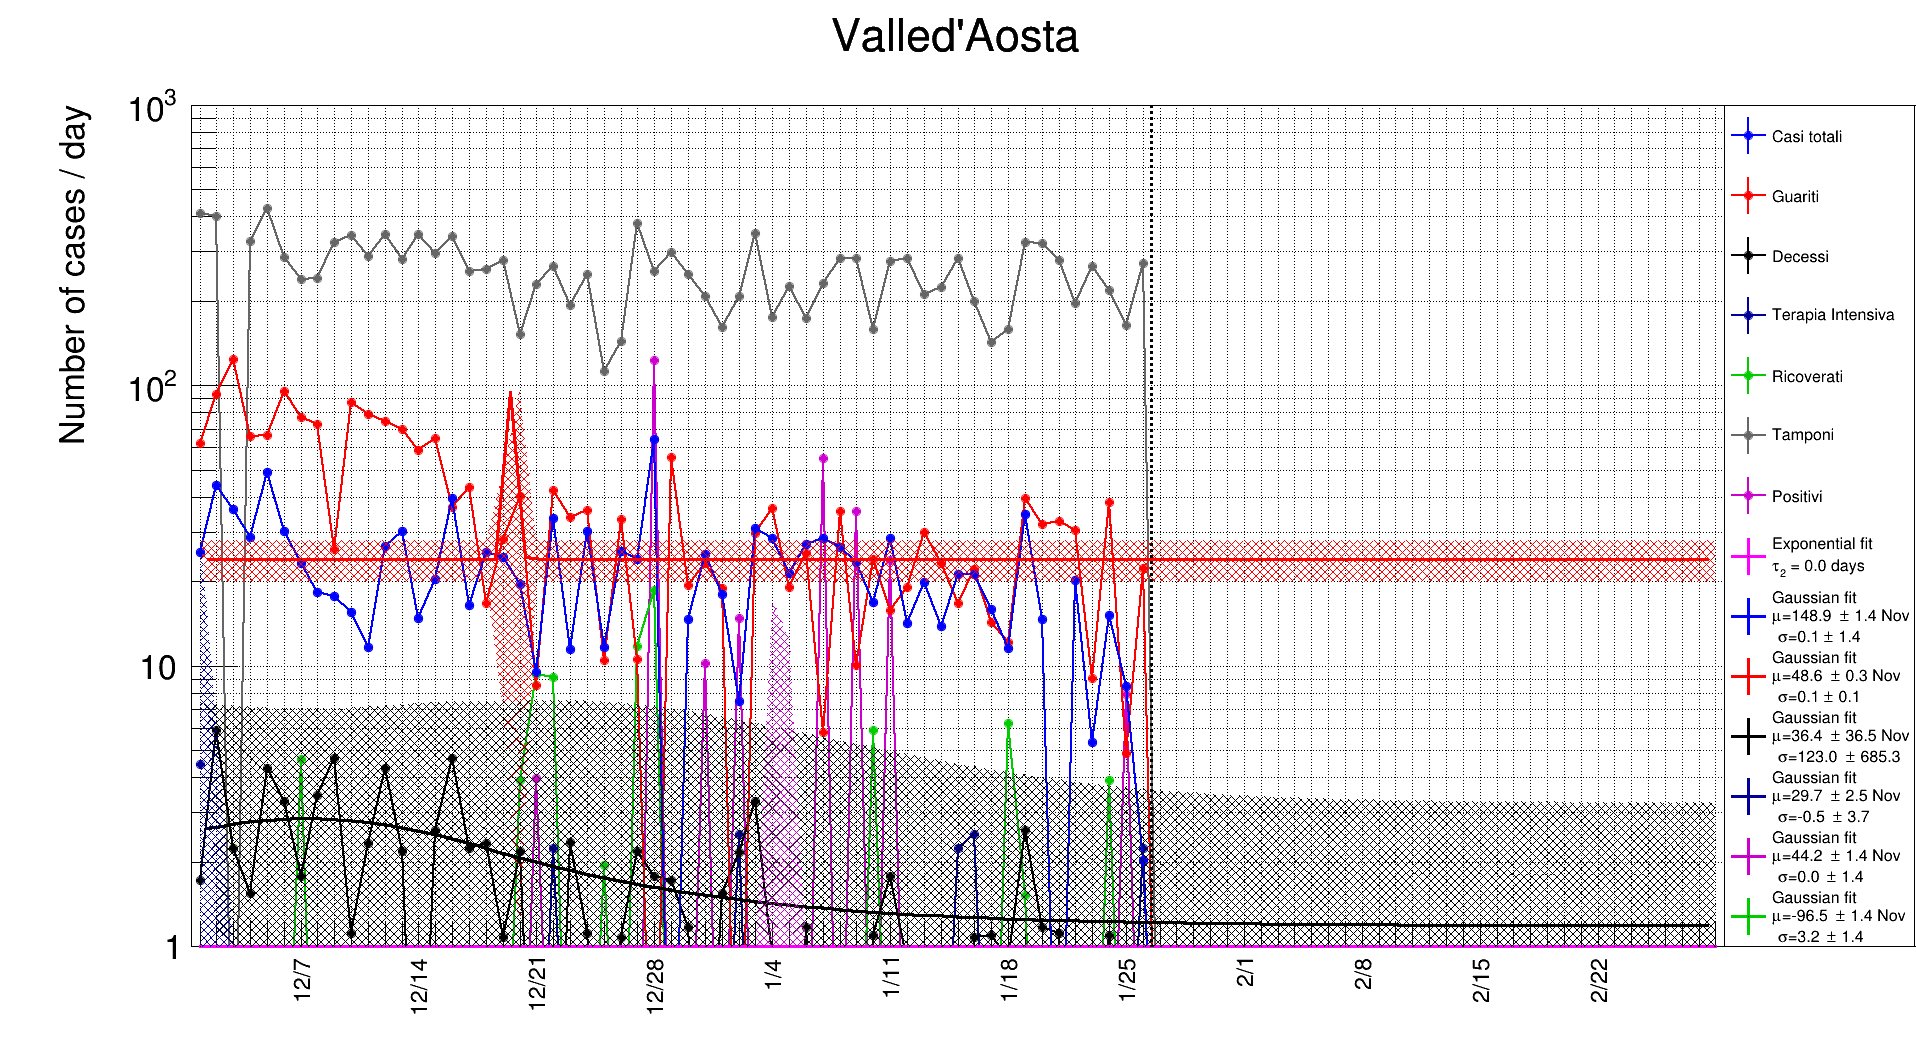 Valled'Aosta
Number of cases / day
10³
10²
10
1
12/7
12/14
12/21
12/28
1/4
1/11
1/18
1/25
2/1
2/8
2/15
2/22
Casi totali
Guariti
Decessi
Terapia Intensiva
Ricoverati
Tamponi
Positivi
Exponential fit
τ₂ = 0.0 days
Gaussian fit
μ=148.9 ± 1.4 Nov
σ=0.1 ± 1.4
Gaussian fit
μ=48.6 ± 0.3 Nov
σ=0.1 ± 0.1
Gaussian fit
μ=36.4 ± 36.5 Nov
σ=123.0 ± 685.3
Gaussian fit
μ=29.7 ± 2.5 Nov
σ=-0.5 ± 3.7
Gaussian fit
μ=44.2 ± 1.4 Nov
σ=0.0 ± 1.4
Gaussian fit
μ=-96.5 ± 1.4 Nov
σ=3.2 ± 1.4